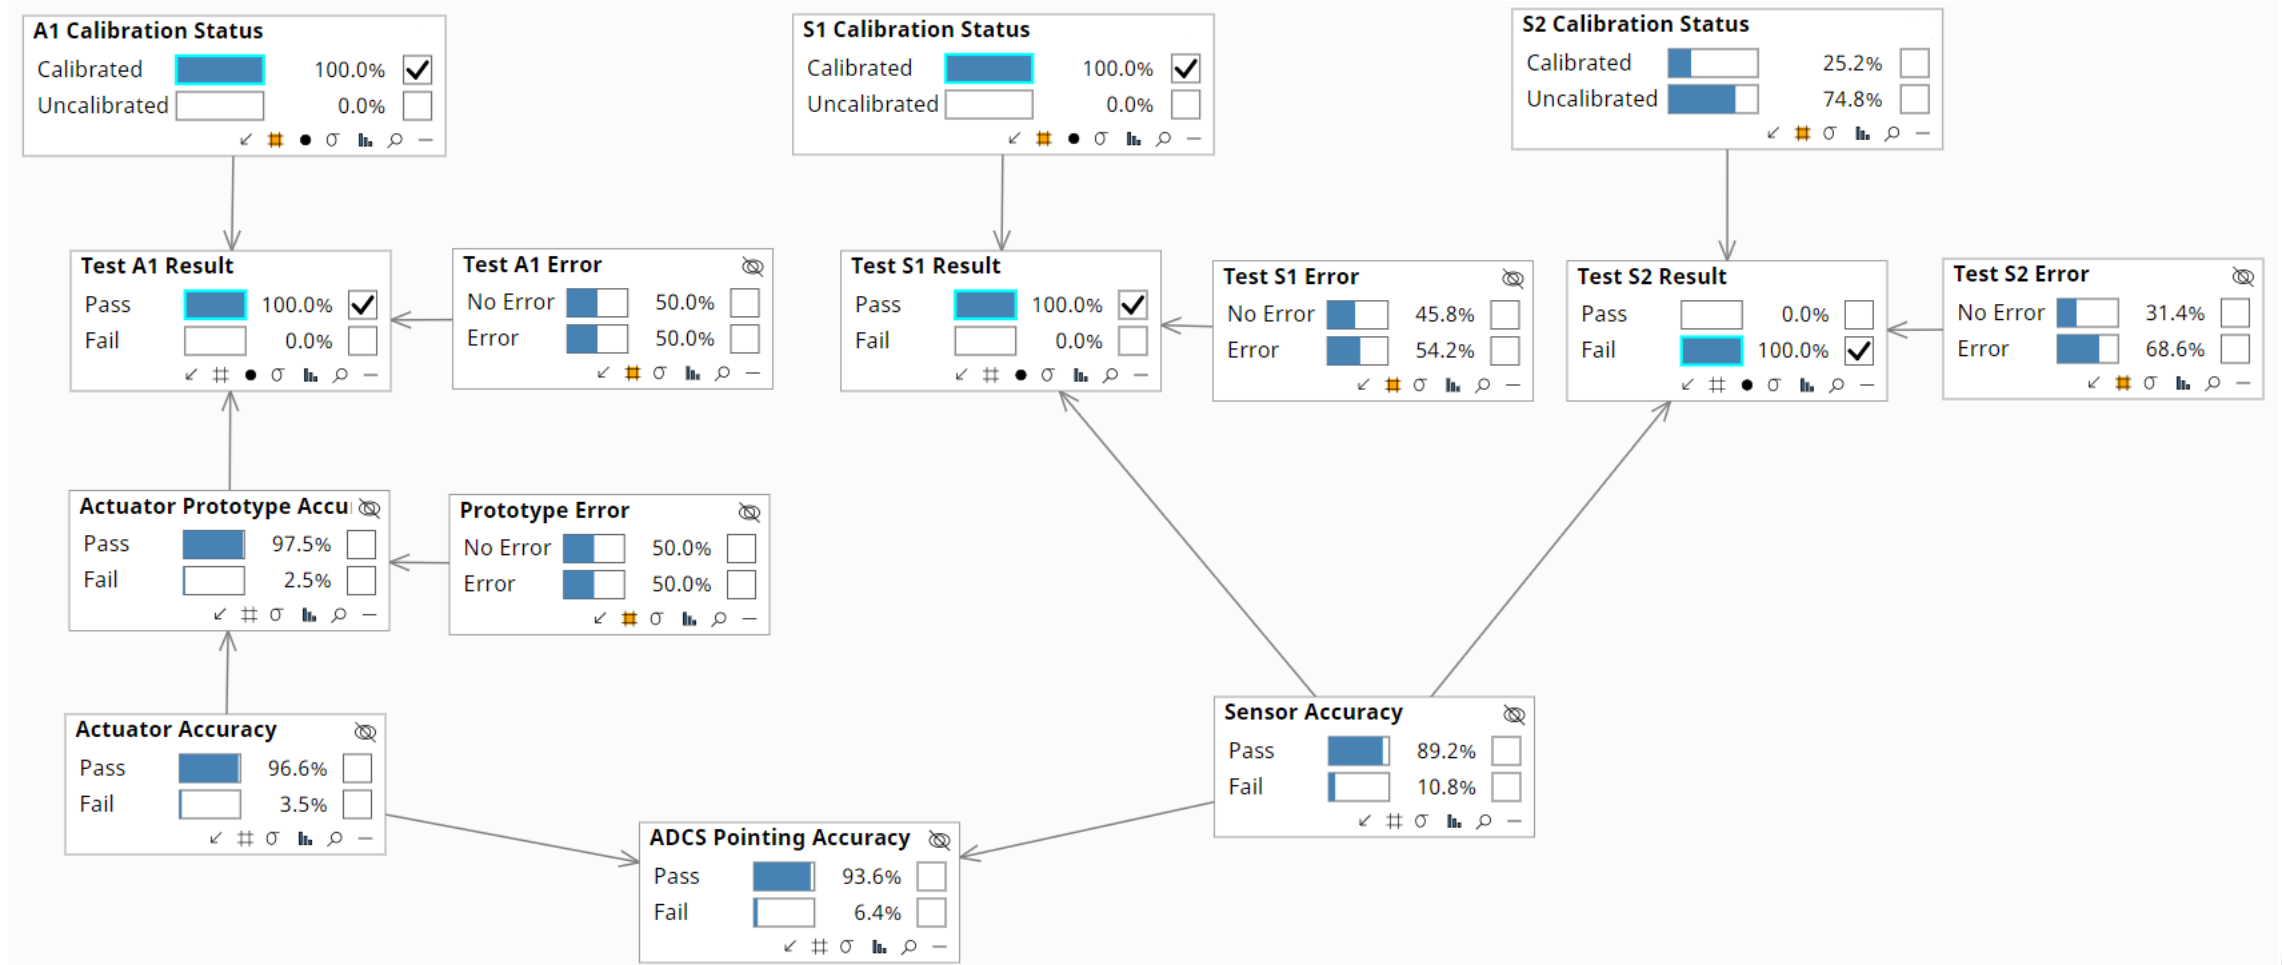 A1 Calibration Status
Calibrated 100.0%
Uncalibrated 0.0%
S1 Calibration Status
Calibrated 100.0%
Uncalibrated 0.0%
S2 Calibration Status
Calibrated 25.2%
Uncalibrated 74.8%
Test A1 Result
Pass 100.0%
Fail 0.0%
Test A1 Error
No Error 50.0%
Error 50.0%
Test S1 Result
Pass 100.0%
Fail 0.0%
Test S1 Error
No Error 45.8%
Error 54.2%
Test S2 Result
Pass 0.0%
Fail 100.0%
Test S2 Error
No Error 31.4%
Error 68.6%
Actuator Prototype Accu
Pass 97.5%
Fail 2.5%
Prototype Error
No Error 50.0%
Error 50.0%
Actuator Accuracy
Pass 96.6%
Fail 3.5%
Sensor Accuracy
Pass 89.2%
Fail 10.8%
ADCS Pointing Accuracy
Pass 93.6%
Fail 6.4%